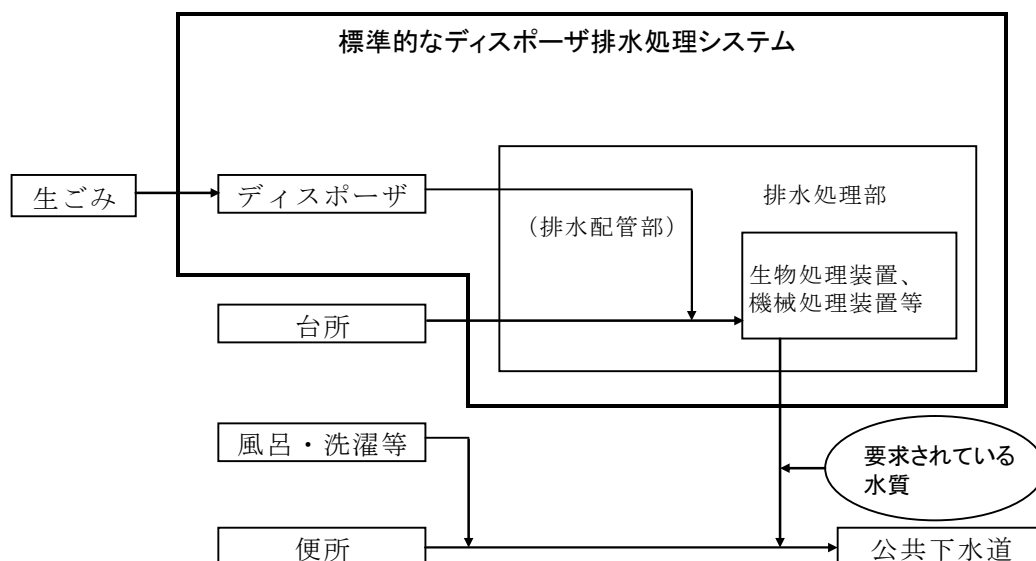 標準的なディスポーザ排水処理システム
生ごみ
ディスポーザ
(排水配管部)
排水処理部
生物処理装置、
機械処理装置等
台所
風呂・洗濯等
要求されている
水質
便所
公共下水道